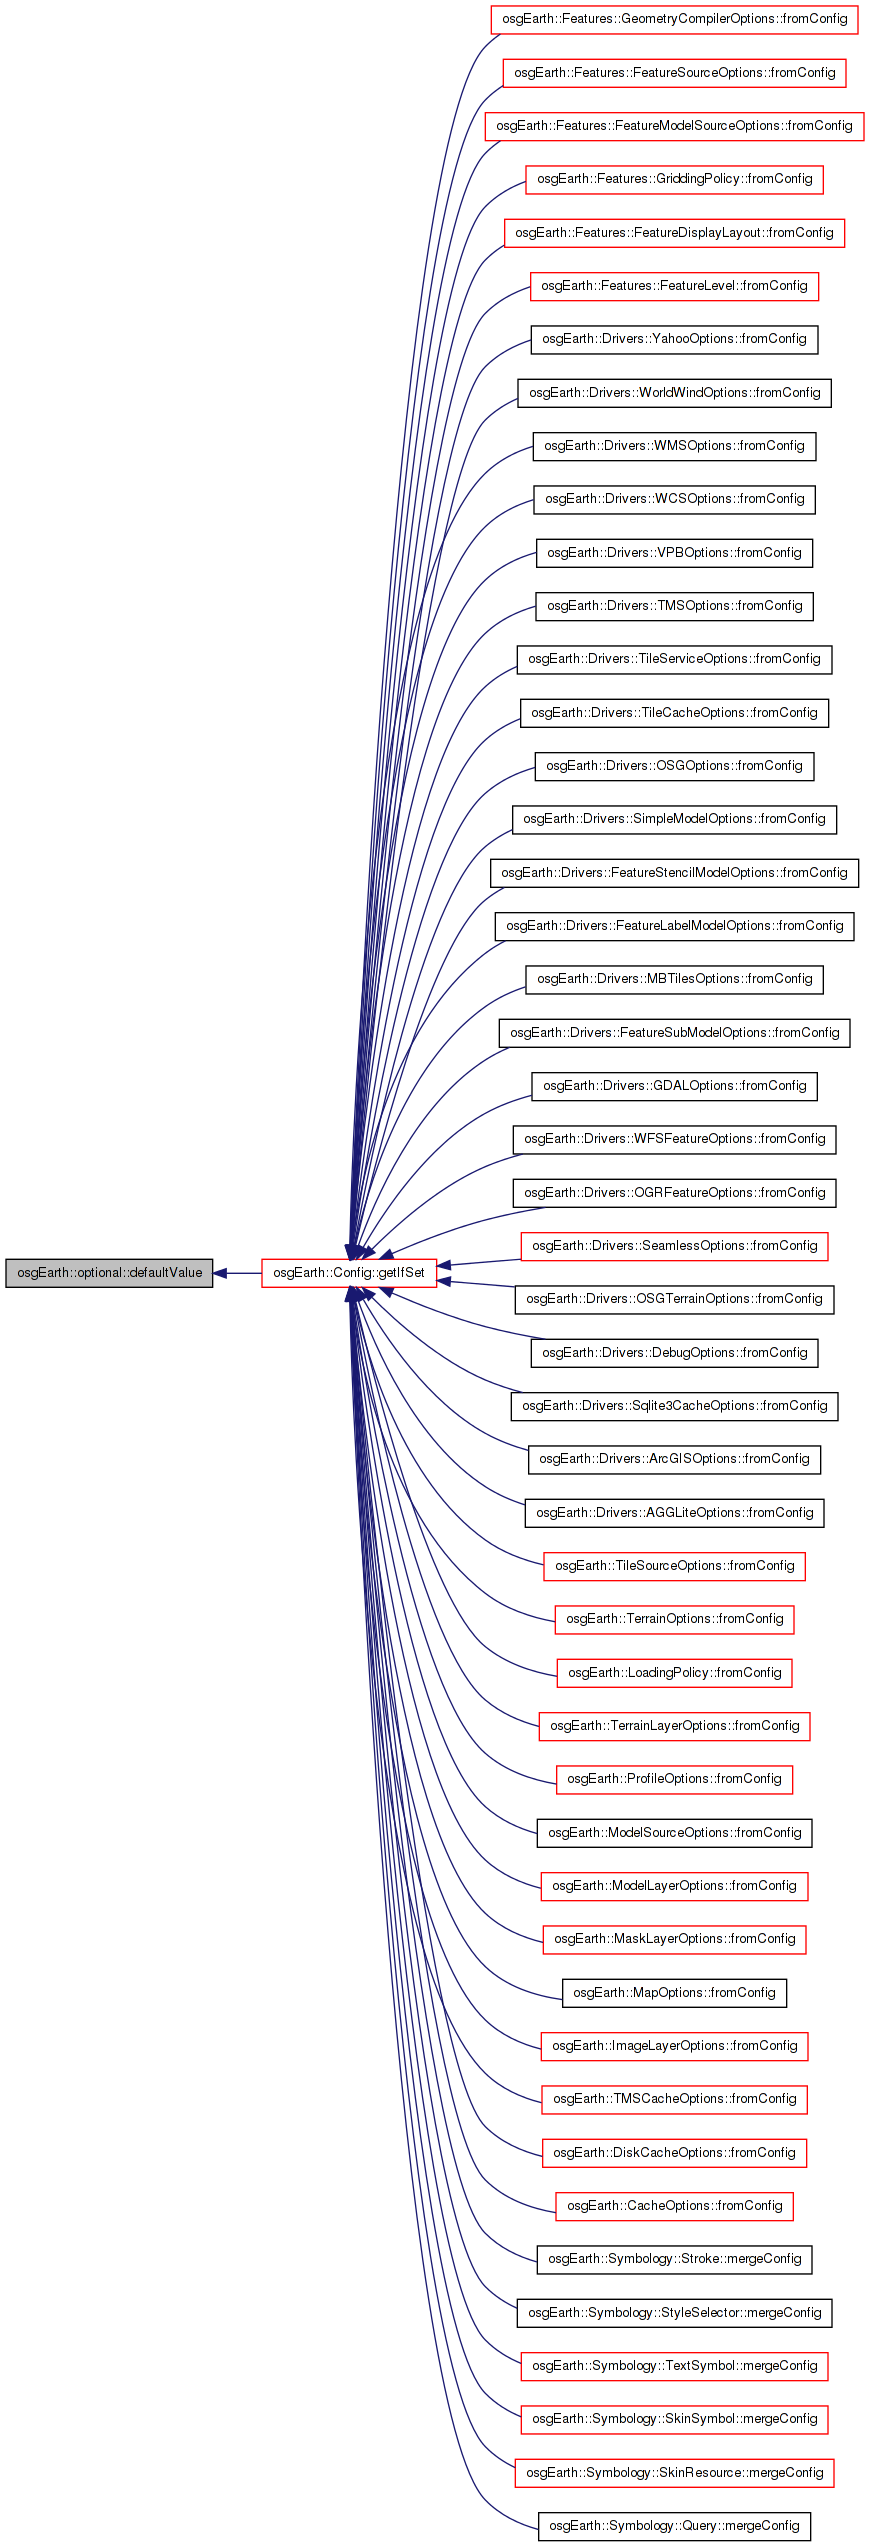 osgEarth::Features::GeometryCompilerOptions::fromConfig
osgEarth::Features::FeatureSourceOptions::fromConfig
osgEarth::Features::FeatureModelSourceOptions::fromConfig
osgEarth::Features::GriddingPolicy::fromConfig
osgEarth::Features::FeatureDisplayLayout::fromConfig
osgEarth::Features::FeatureLevel::fromConfig
osgEarth::Drivers::YahooOptions::fromConfig
osgEarth::Drivers::WorldWindOptions::fromConfig
osgEarth::Drivers::WMSOptions::fromConfig
osgEarth::Drivers::WCSOptions::fromConfig
osgEarth::Drivers::VPBOptions::fromConfig
osgEarth::Drivers::TMSOptions::fromConfig
osgEarth::Drivers::TileServiceOptions::fromConfig
osgEarth::Drivers::TileCacheOptions::fromConfig
osgEarth::Drivers::OSGOptions::fromConfig
osgEarth::Drivers::SimpleModelOptions::fromConfig
osgEarth::Drivers::FeatureStencilModelOptions::fromConfig
osgEarth::Drivers::FeatureLabelModelOptions::fromConfig
osgEarth::Drivers::MBTilesOptions::fromConfig
osgEarth::Drivers::FeatureSubModelOptions::fromConfig
osgEarth::Drivers::GDALOptions::fromConfig
osgEarth::Drivers::WFSFeatureOptions::fromConfig
osgEarth::Drivers::OGRFeatureOptions::fromConfig
osgEarth::Drivers::SeamlessOptions::fromConfig
osgEarth::optional::defaultValue
osgEarth::Config::getIfSet
osgEarth::Drivers::OSGTerrainOptions::fromConfig
osgEarth::Drivers::DebugOptions::fromConfig
osgEarth::Drivers::Sqlite3CacheOptions::fromConfig
osgEarth::Drivers::ArcGISOptions::fromConfig
osgEarth::Drivers::AGGLiteOptions::fromConfig
osgEarth::TileSourceOptions::fromConfig
osgEarth::TerrainOptions::fromConfig
osgEarth::LoadingPolicy::fromConfig
osgEarth::TerrainLayerOptions::fromConfig
osgEarth::ProfileOptions::fromConfig
osgEarth::ModelSourceOptions::fromConfig
osgEarth::ModelLayerOptions::fromConfig
osgEarth::MaskLayerOptions::fromConfig
osgEarth::MapOptions::fromConfig
osgEarth::ImageLayerOptions::fromConfig
osgEarth::TMSCacheOptions::fromConfig
osgEarth::DiskCacheOptions::fromConfig
osgEarth::CacheOptions::fromConfig
osgEarth::Symbology::Stroke::mergeConfig
osgEarth::Symbology::StyleSelector::mergeConfig
osgEarth::Symbology::TextSymbol::mergeConfig
osgEarth::Symbology::SkinSymbol::mergeConfig
osgEarth::Symbology::SkinResource::mergeConfig
osgEarth::Symbology::Query::mergeConfig